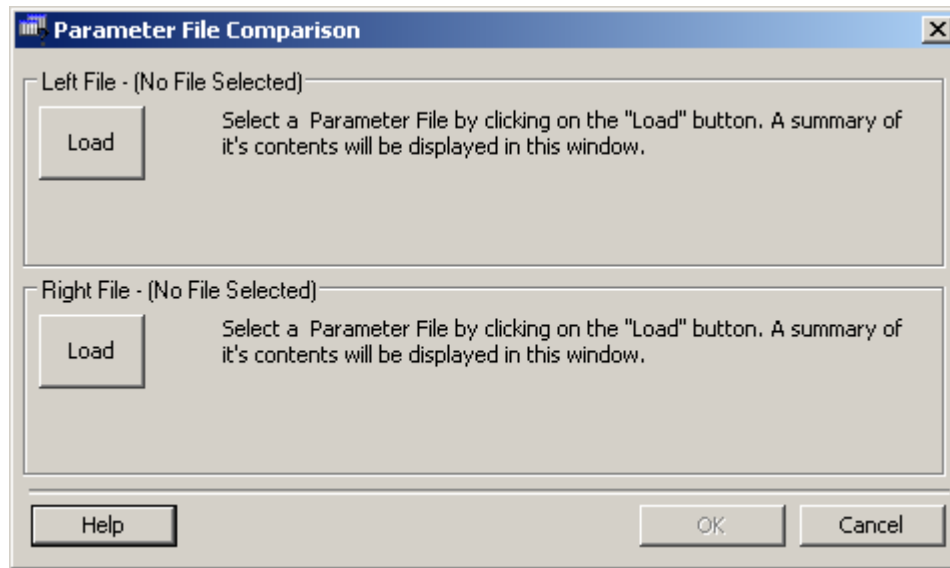 Parameter File Comparison
Left File - (No File Selected)
Load
Select a  Parameter File by clicking on the "Load" button. A summary of
it's contents will be displayed in this window.
Right File - (No File Selected)
Load
Select a  Parameter File by clicking on the "Load" button. A summary of
it's contents will be displayed in this window.
Help
OK
Cancel